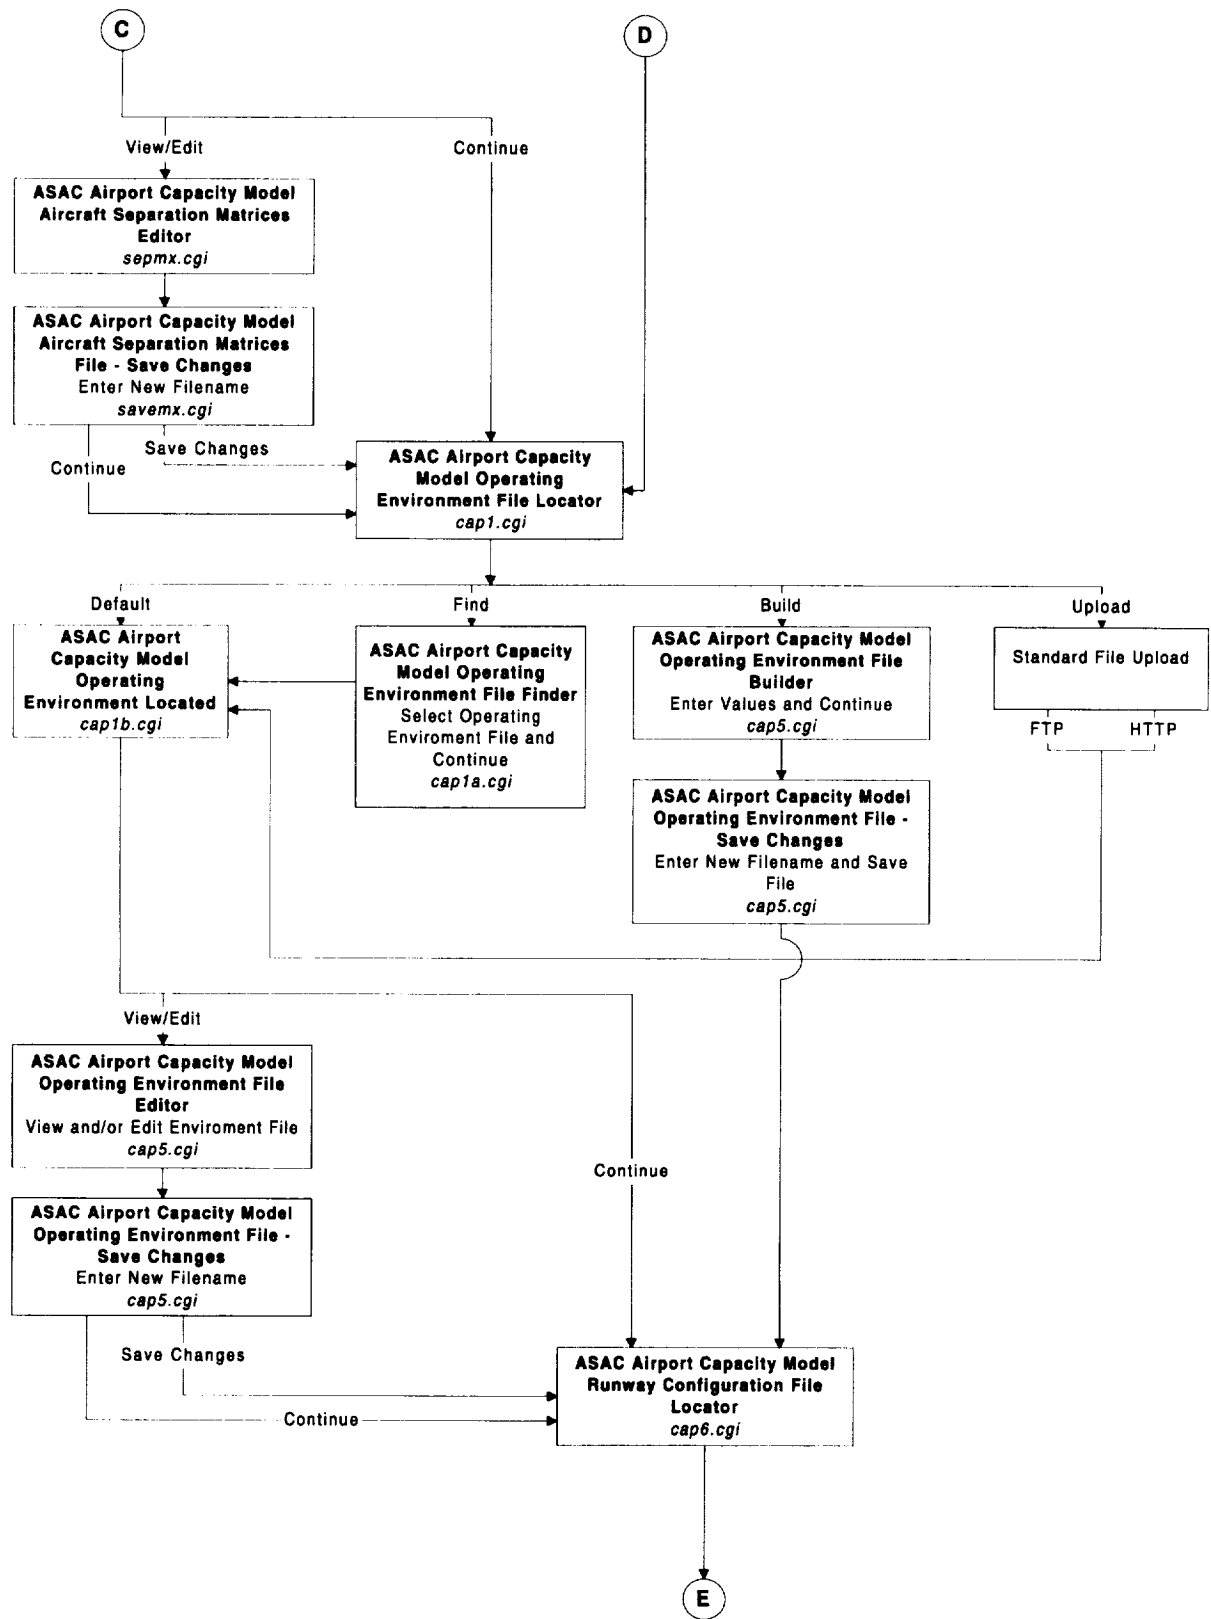 C
D
View/Edit
Continue
ASAC Airport Capacity Model
Aircraft Separation Matrices
Editor
sepmx.cgi
ASAC Airport Capacity Model
Aircraft Separation Matrices
File - Save Changes
Enter New Filename
savemx.cgi
Save Changes
Continue
ASAC Airport Capacity
Model Operating
Environment File Locator
cap1.cgi
Default
Find
Build
Upload
ASAC Airport
Capacity Model
Operating
Environment Located
cap1b.cgi
ASAC Airport Capacity
Model Operating
Environment File Finder
Select Operating
Enviroment File and
Continue
cap1a.cgi
ASAC Airport Capacity Model
Operating Environment File
Builder
Enter Values and Continue
cap5.cgi
Standard File Upload
FTP
HTTP
ASAC Airport Capacity Model
Operating Environment File -
Save Changes
Enter New Filename and Save
File
cap5.cgi
View/Edit
ASAC Airport Capacity Model
Operating Environment File
Editor
View and/or Edit Enviroment File
cap5.cgi
Continue
ASAC Airport Capacity Model
Operating Environment File -
Save Changes
Enter New Filename
cap5.cgi
Save Changes
Continue
ASAC Airport Capacity Model
Runway Configuration File
Locator
cap6.cgi
E